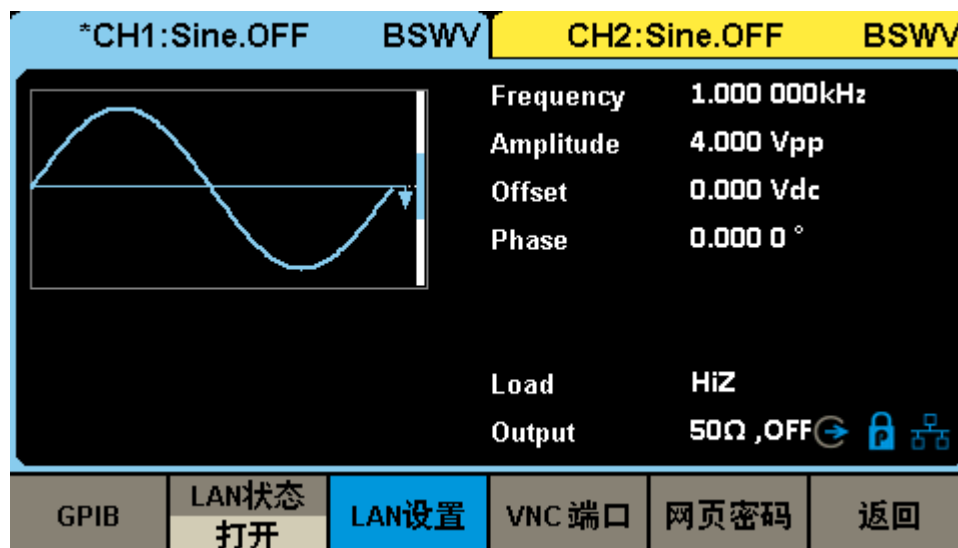 *CH1:Sine.OFF BSWV CH2:Sine.OFF BSWV
Frequency 1.000 000kHz
Amplitude 4.000 Vpp
Offset 0.000 Vdc
Phase 0.000 0 °
Load HiZ
Output 50Ω ,OFF
GPIB LAN状态 打开 LAN设置 VNC 端口 网页密码 返回